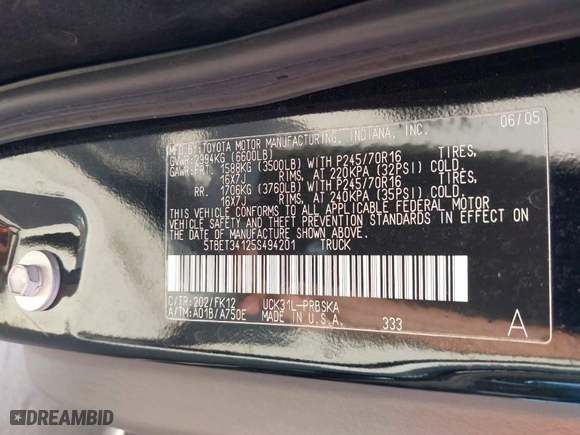 MFD BY:TOYOTA MOTOR MANUFACTURING, INDIANA, INC. 06/05
GVWR:2994KG (6600LB)
GAWR:FRT. 1588KG (3500LB) WITH P245/70R16 TIRES,
16X7J RIMS, AT 220KPA (32PSI) COLD.
RR. 1706KG (3760LB) WITH P245/70R16 TIRES,
16X7J RIMS, AT 240KPA (35PSI) COLD.
THIS VEHICLE CONFORMS TO ALL APPLICABLE FEDERAL MOTOR
VEHICLE SAFETY AND THEFT PREVENTION STANDARDS IN EFFECT ON
THE DATE OF MANUFACTURE SHOWN ABOVE.
5TBET34125S494201 TRUCK
C/TR:202/FK12 UCK31L-PRBSKA
A/TM:A01B/A750E MADE IN U.S.A. 333 A
DREAMBID